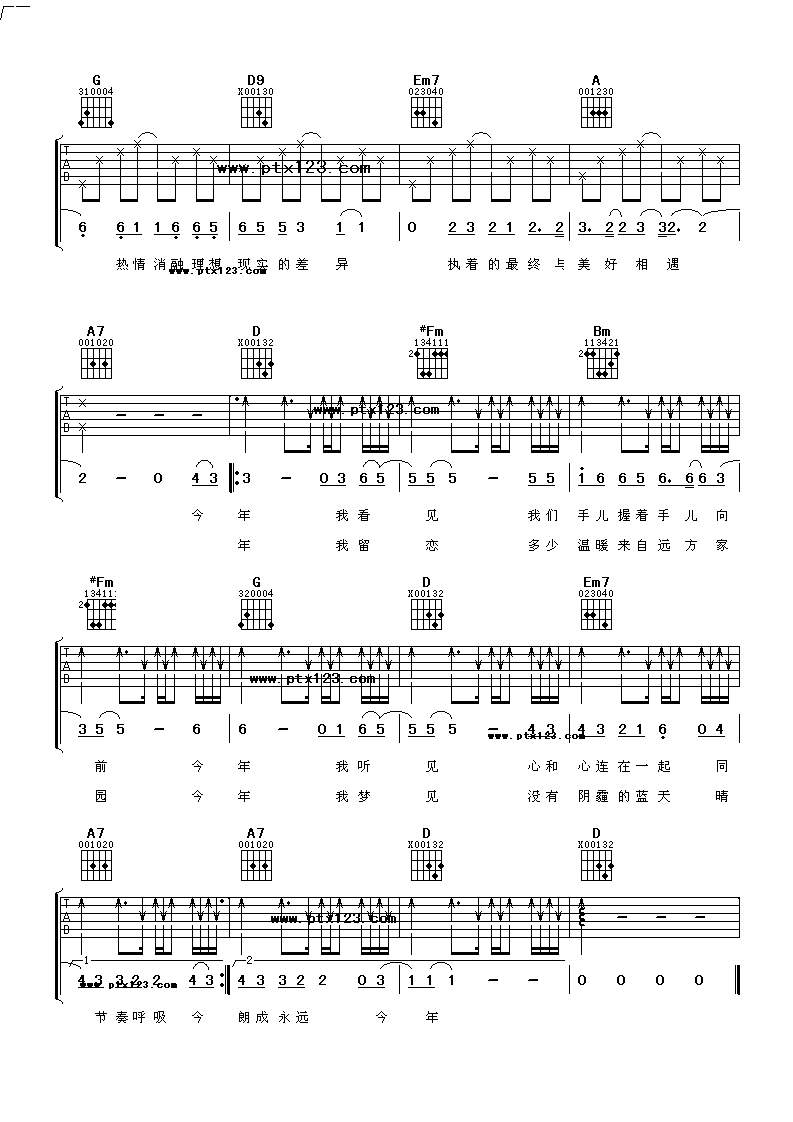 G D9 Em7 A
310004 X00130 023040 001230
T A B
www.ptx123.com
6 6 1 1 6 6 5 6 5 5 3 1 1 0 2 3 2 1 2. 2 3. 2 2 3 3 2. 2
热情消融理想 现实的差异 执着的最终与美好相遇
www.ptx123.com
A7 D #Fm Bm
001020 X00132 134111 113421
2 2
T A B
www.ptx123.com
2 - 0 4 3 3 - 0 3 6 5 5 5 5 - 5 5 1 6 6 5 6. 6 6 3
今年 我看见 我们手儿握着手儿向
年 我留恋 多少温暖来自远方家
#Fm G D Em7
134111 320004 X00132 023040
2
T A B
www.ptx123.com
3 5 5 - 6 6 - 0 1 6 5 5 5 5 - 4 3 4 3 2 1 6 0 4
www.ptx123.com
前 今年 我听见 心和心连在一起 同
园 今年 我梦见 没有阴霾的蓝天 晴
A7 A7 D D
001020 001020 X00132 X00132
T A B
www.ptx123.com
1 2
4 3 3 2 2 4 3 4 3 3 2 2 0 3 1 1 1 - - 0 0 0 0
www.ptx123.com
节奏呼吸 今 朗成永远 今年